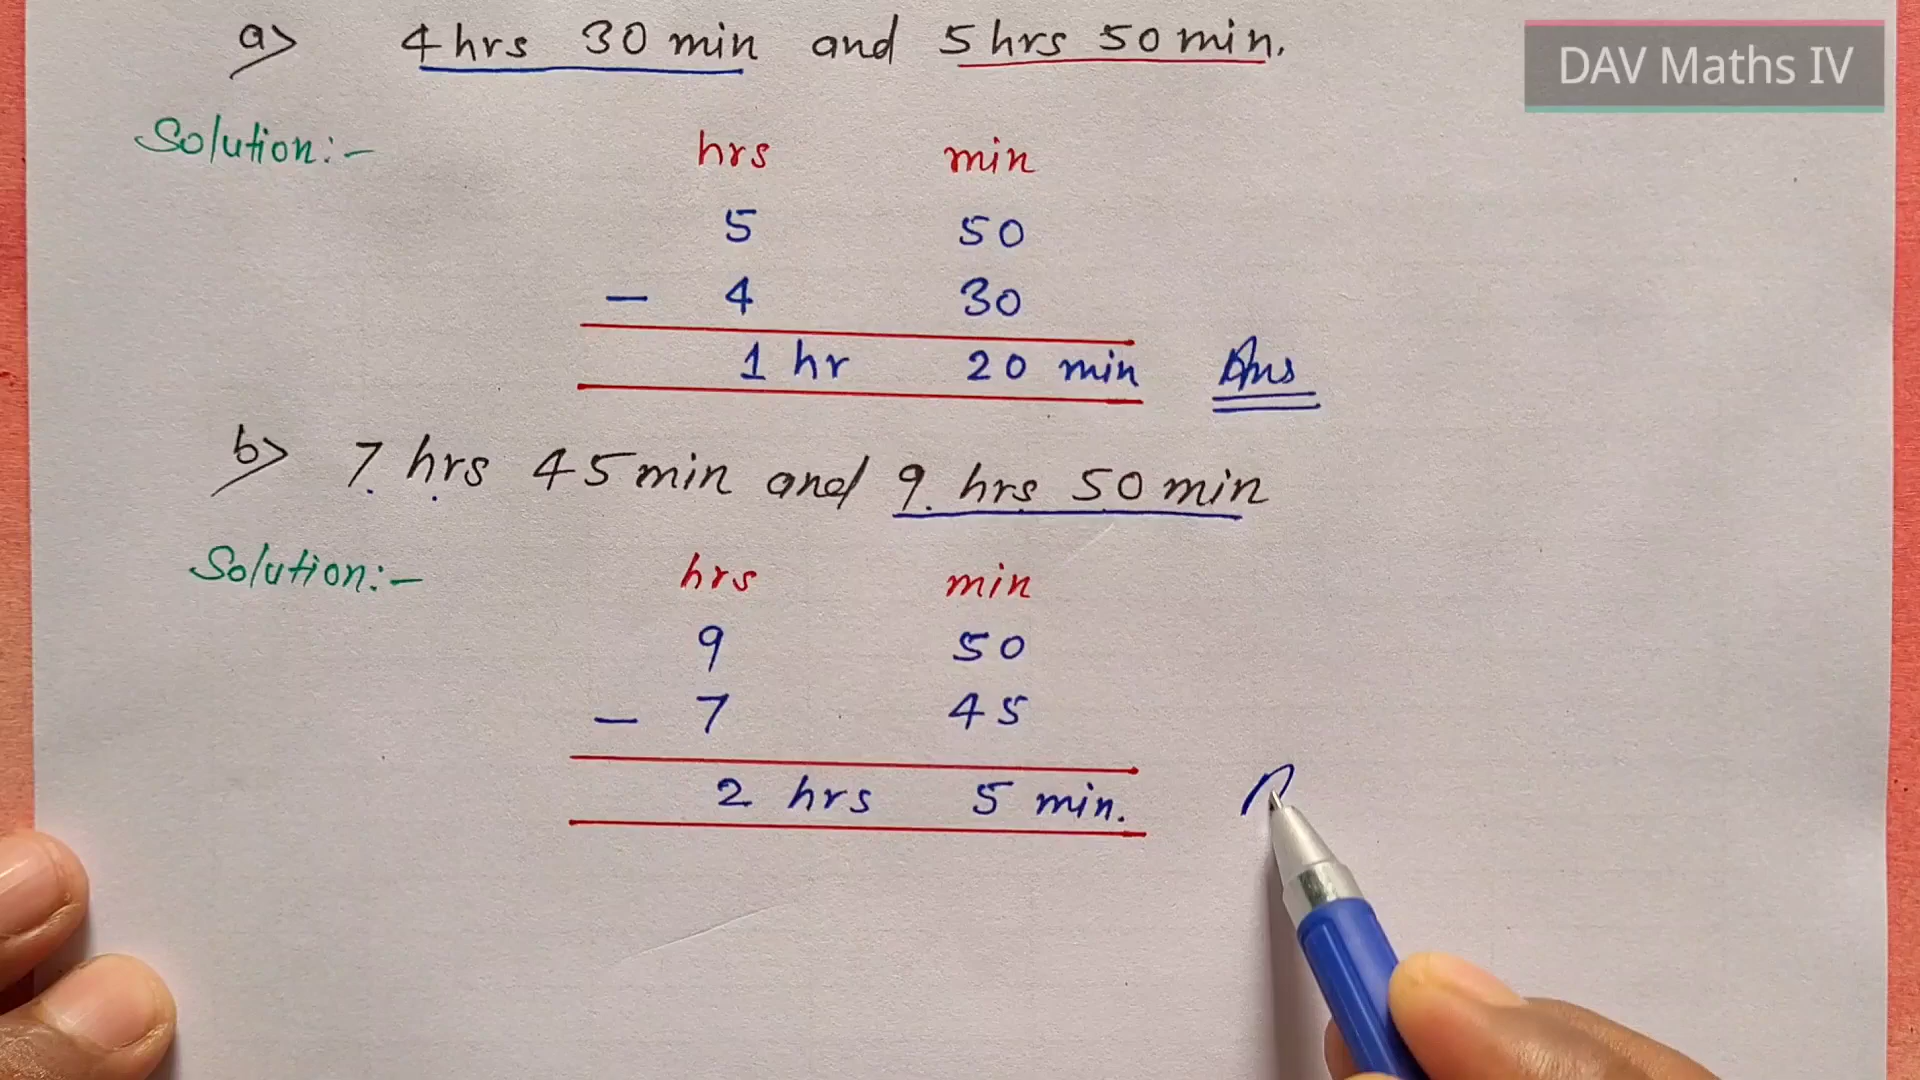 a) 4 hrs 30 min and 5 hrs 50 min.
DAV Maths IV
Solution:-
hrs min
5 50
- 4 30
1 hr 20 min Ans
b) 7 hrs 45 min and 9 hrs 50 min
Solution:-
hrs min
9 50
- 7 45
2 hrs 5 min.